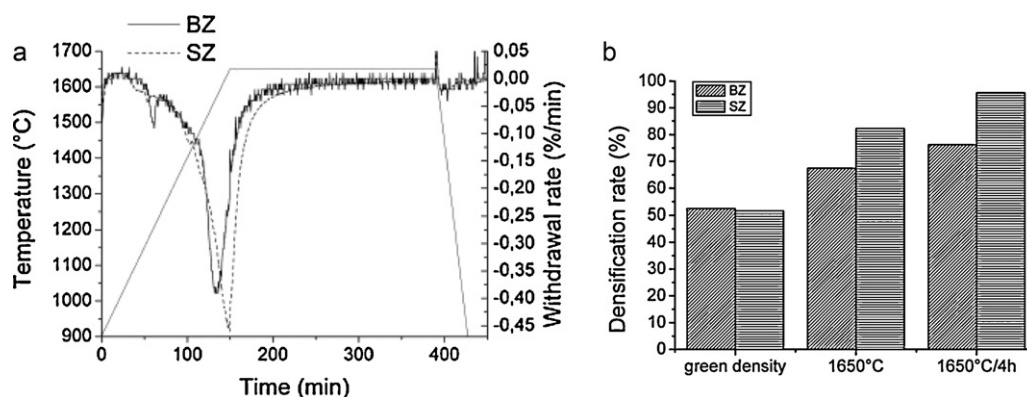 a
BZ
SZ
1700
1600
1500
1400
1300
1200
1100
1000
900
Temperature (°C)
0
100
200
300
400
Time (min)
0,05
0,00
-0,05
-0,10
-0,15
-0,20
-0,25
-0,30
-0,35
-0,40
-0,45
Withdrawal rate (%/min)
b
100
90
80
70
60
50
40
30
20
10
0
Densification rate (%)
BZ
SZ
green density
1650°C
1650°C/4h